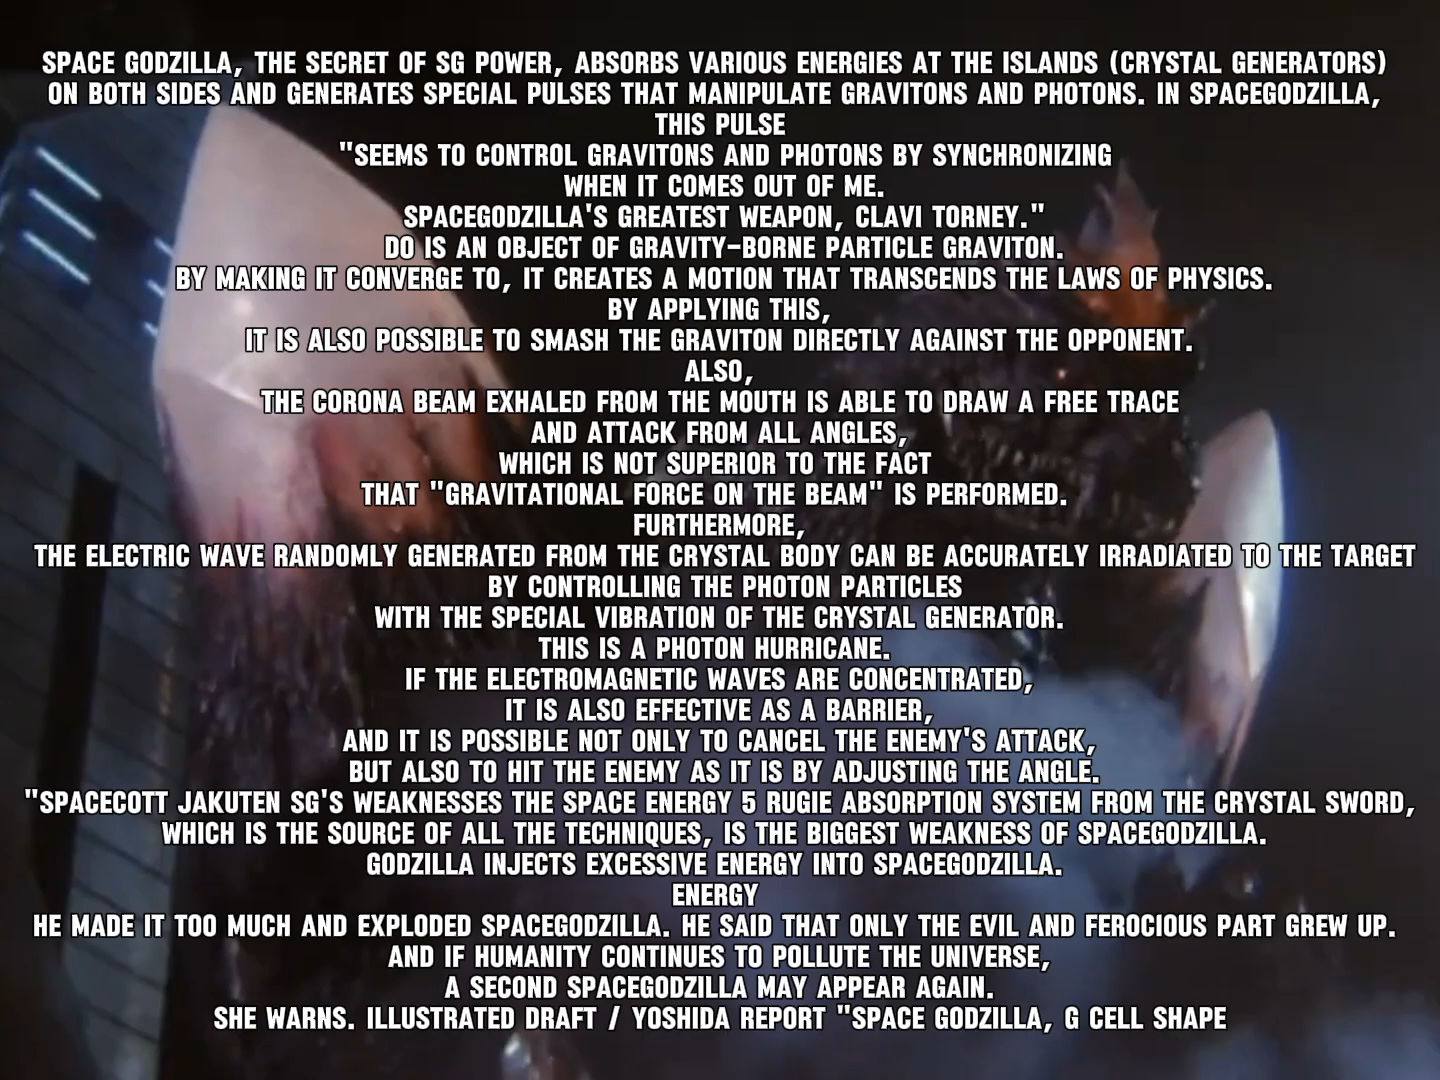 SPACE GODZILLA, THE SECRET OF SG POWER, ABSORBS VARIOUS ENERGIES AT THE ISLANDS (CRYSTAL GENERATORS)
ON BOTH SIDES AND GENERATES SPECIAL PULSES THAT MANIPULATE GRAVITONS AND PHOTONS. IN SPACEGODZILLA,
THIS PULSE
"SEEMS TO CONTROL GRAVITONS AND PHOTONS BY SYNCHRONIZING
WHEN IT COMES OUT OF ME.
SPACEGODZILLA'S GREATEST WEAPON, CLAVI TORNEY."
DO IS AN OBJECT OF GRAVITY-BORNE PARTICLE GRAVITON.
BY MAKING IT CONVERGE TO, IT CREATES A MOTION THAT TRANSCENDS THE LAWS OF PHYSICS.
BY APPLYING THIS,
IT IS ALSO POSSIBLE TO SMASH THE GRAVITON DIRECTLY AGAINST THE OPPONENT.
ALSO,
THE CORONA BEAM EXHALED FROM THE MOUTH IS ABLE TO DRAW A FREE TRACE
AND ATTACK FROM ALL ANGLES,
WHICH IS NOT SUPERIOR TO THE FACT
THAT "GRAVITATIONAL FORCE ON THE BEAM" IS PERFORMED.
FURTHERMORE,
THE ELECTRIC WAVE RANDOMLY GENERATED FROM THE CRYSTAL BODY CAN BE ACCURATELY IRRADIATED TO THE TARGET
BY CONTROLLING THE PHOTON PARTICLES
WITH THE SPECIAL VIBRATION OF THE CRYSTAL GENERATOR.
THIS IS A PHOTON HURRICANE.
IF THE ELECTROMAGNETIC WAVES ARE CONCENTRATED,
IT IS ALSO EFFECTIVE AS A BARRIER,
AND IT IS POSSIBLE NOT ONLY TO CANCEL THE ENEMY'S ATTACK,
BUT ALSO TO HIT THE ENEMY AS IT IS BY ADJUSTING THE ANGLE.
"SPACECOTT JAKUTEN SG'S WEAKNESSES THE SPACE ENERGY 5 RUGIE ABSORPTION SYSTEM FROM THE CRYSTAL SWORD,
WHICH IS THE SOURCE OF ALL THE TECHNIQUES, IS THE BIGGEST WEAKNESS OF SPACEGODZILLA.
GODZILLA INJECTS EXCESSIVE ENERGY INTO SPACEGODZILLA.
ENERGY
HE MADE IT TOO MUCH AND EXPLODED SPACEGODZILLA. HE SAID THAT ONLY THE EVIL AND FEROCIOUS PART GREW UP.
AND IF HUMANITY CONTINUES TO POLLUTE THE UNIVERSE,
A SECOND SPACEGODZILLA MAY APPEAR AGAIN.
SHE WARNS. ILLUSTRATED DRAFT / YOSHIDA REPORT "SPACE GODZILLA, G CELL SHAPE